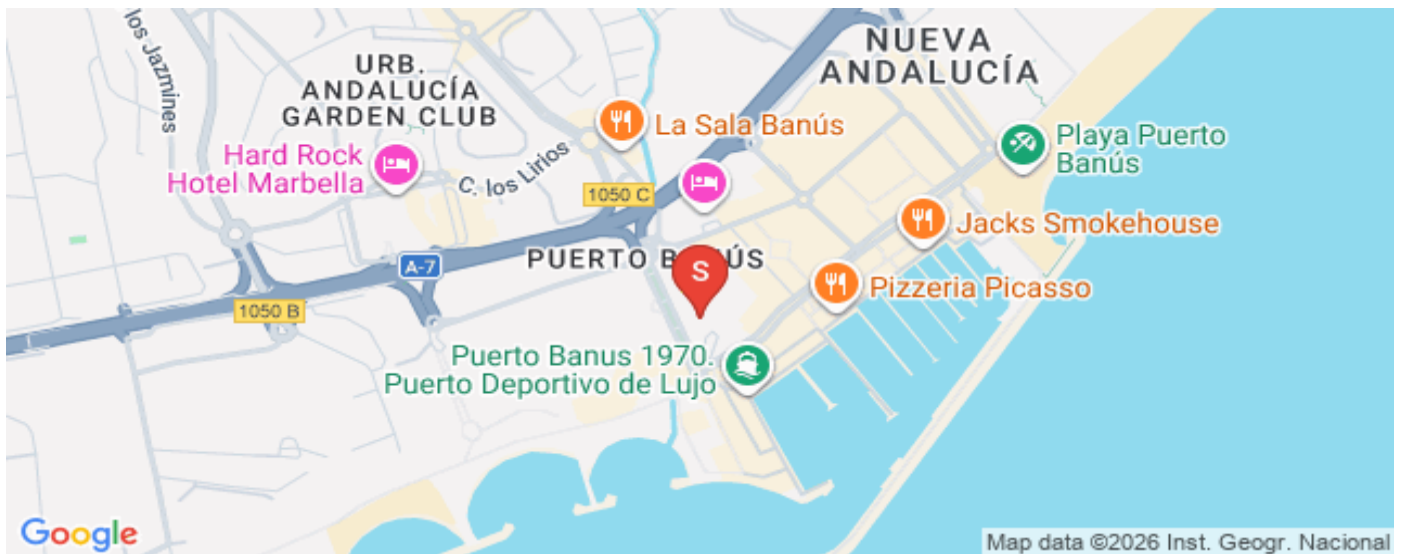 los Jazmines
URB.
ANDALUCÍA
GARDEN CLUB
NUEVA
ANDALUCÍA
La Sala Banús
Playa Puerto
Banús
Hard Rock
Hotel Marbella
C. los Lirios
1050 C
Jacks Smokehouse
PUERTO B
ÚS
S
A-7
Pizzeria Picasso
1050 B
Puerto Banus 1970.
Puerto Deportivo de Lujo
Google
Map data ©2026 Inst. Geogr. Nacional